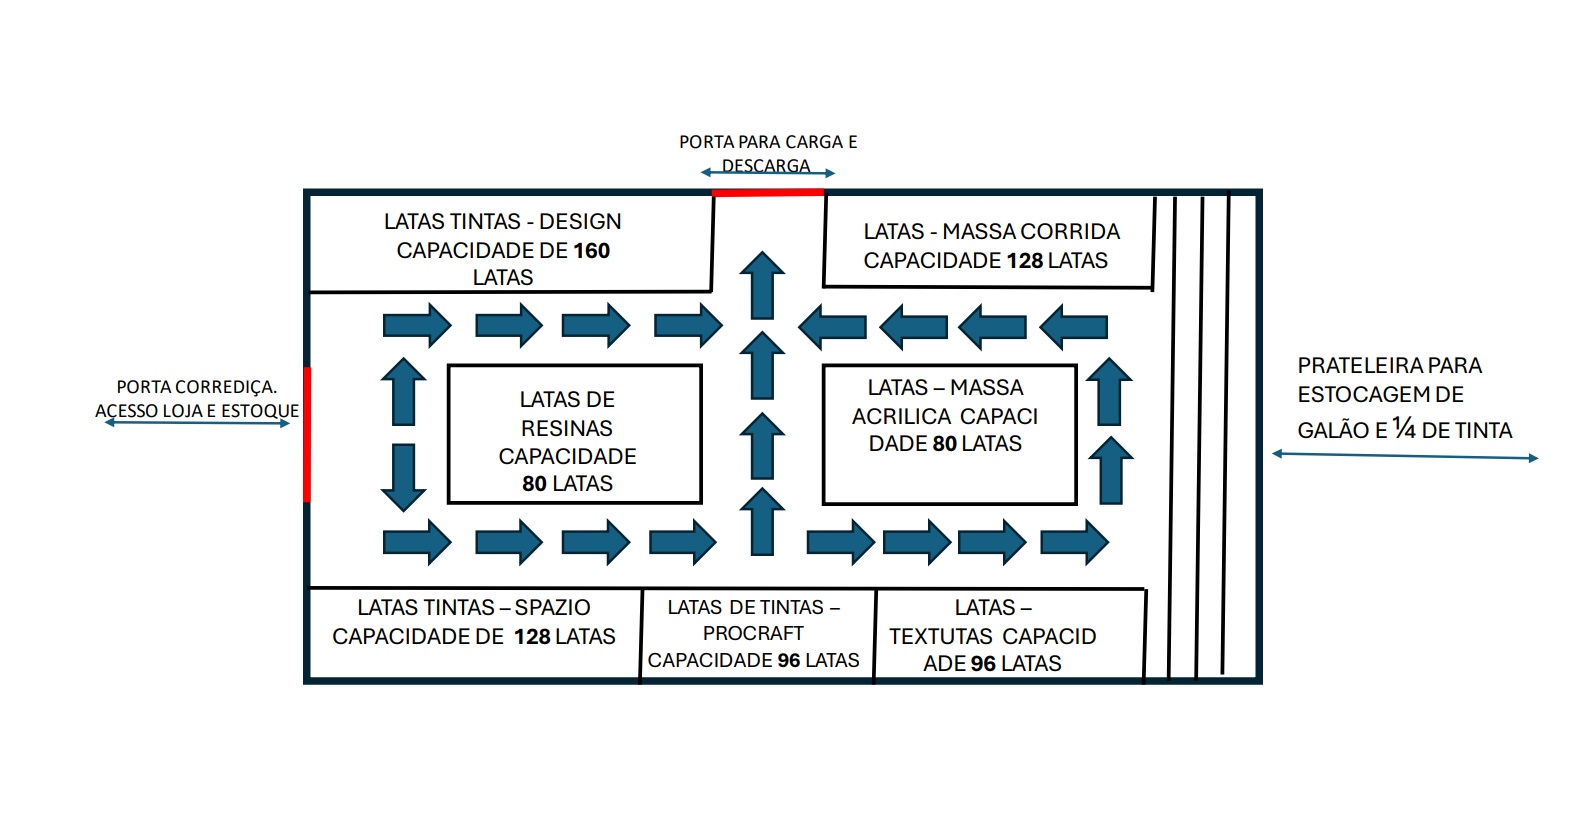 PORTA PARA CARGA E
DESCARGA
LATAS TINTAS - DESIGN
CAPACIDADE DE 160
LATAS
LATAS - MASSA CORRIDA
CAPACIDADE 128 LATAS
PORTA CORREDIÇA.
ACESSO LOJA E ESTOQUE
LATAS DE
RESINAS
CAPACIDADE
80 LATAS
LATAS – MASSA
ACRILICA CAPACI
DADE 80 LATAS
PRATELEIRA PARA
ESTOCAGEM DE
GALÃO E ¼ DE TINTA
LATAS TINTAS – SPAZIO
CAPACIDADE DE 128 LATAS
LATAS DE TINTAS –
PROCRAFT
CAPACIDADE 96 LATAS
LATAS –
TEXTUTAS CAPACID
ADE 96 LATAS